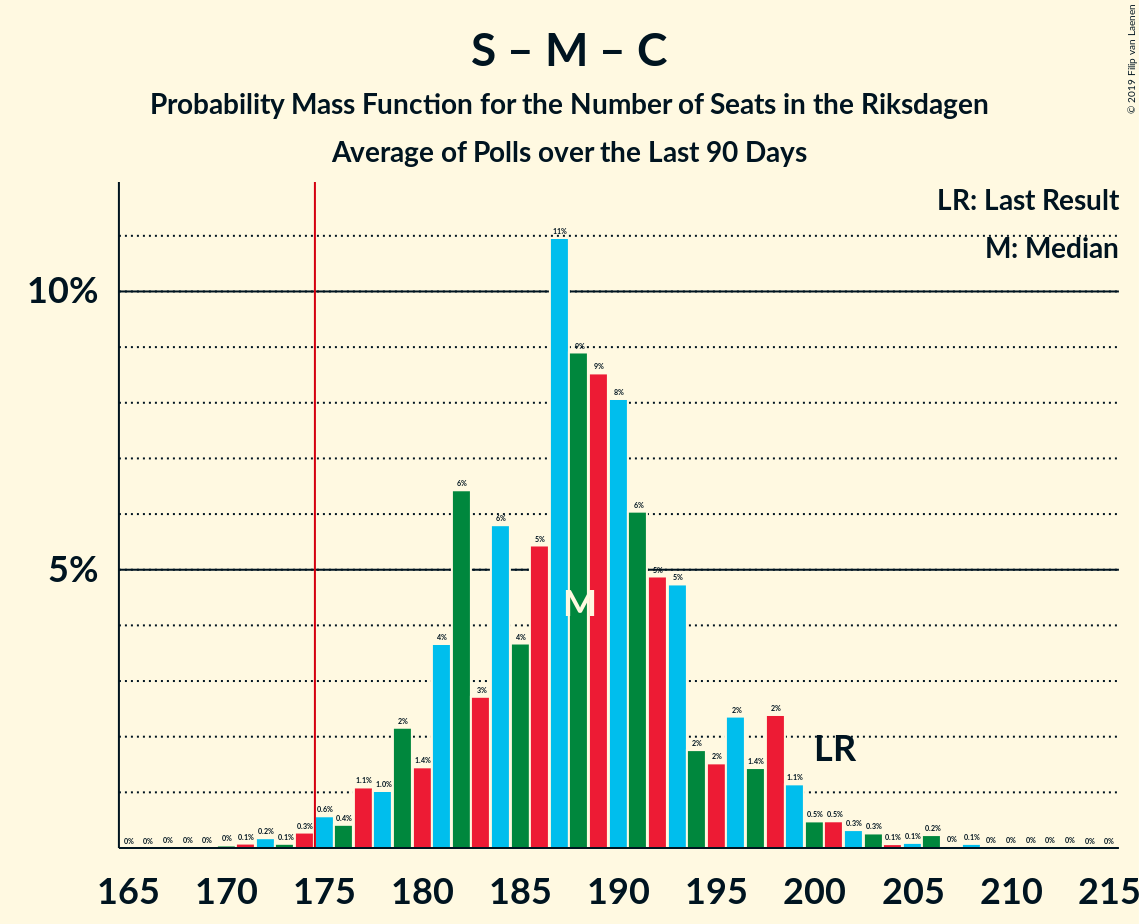 S – M – C
Probability Mass Function for the Number of Seats in the Riksdagen
Average of Polls over the Last 90 Days
© 2019 Filip van Laenen
LR: Last Result
M: Median
10%
5%
0% 0% 0% 0% 0% 0% 0.1% 0.2% 0.1% 0.3% 0.6% 0.4% 1.1% 1.0% 2% 1.4% 4% 6% 3% 6% 4% 5% 11% 9% 9% 8% 6% 5% 5% 2% 2% 2% 1.4% 2% 1.1% 0.5% 0.5% 0.3% 0.3% 0.1% 0.1% 0.2% 0% 0.1% 0% 0% 0% 0% 0% 0% 0%
M
LR
165 170 175 180 185 190 195 200 205 210 215